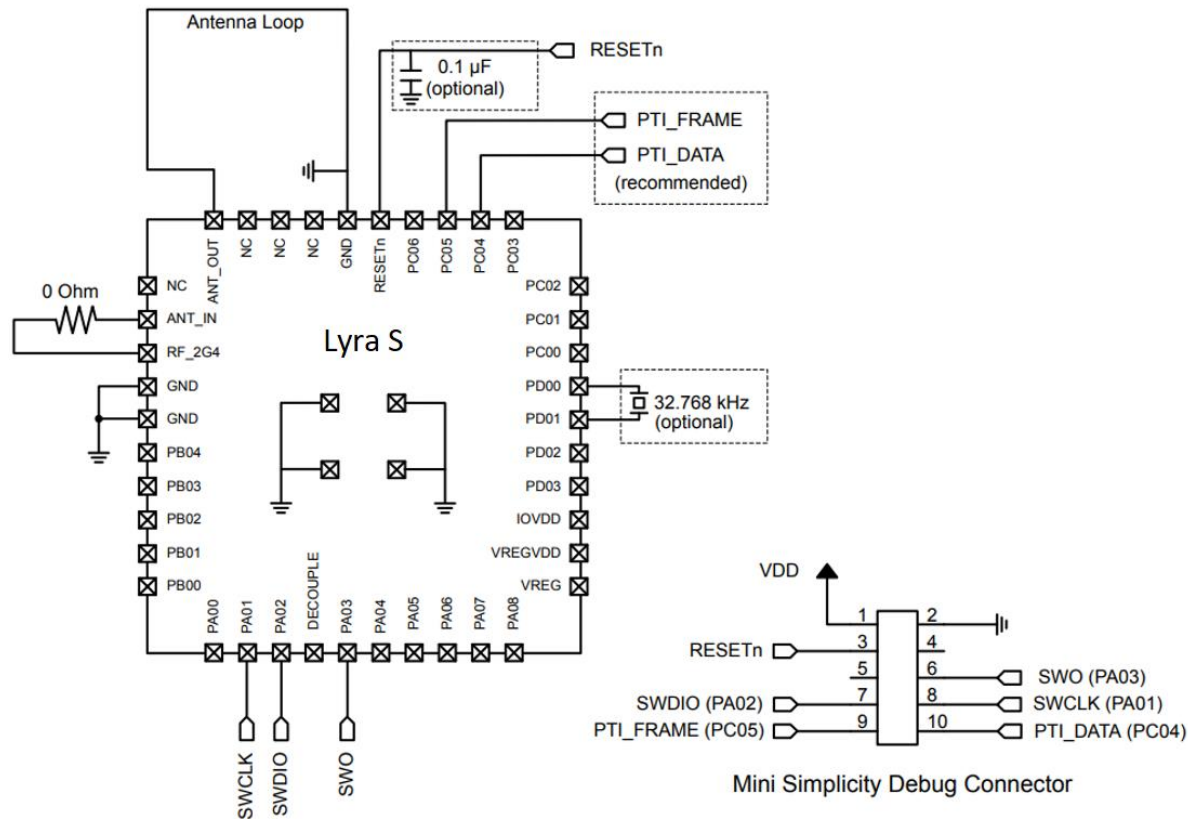 Antenna Loop
0.1 µF
(optional)
RESETn
PTI_FRAME
PTI_DATA
(recommended)
ANT_OUT
NC
NC
NC
GND
RESETn
PC06
PC05
PC04
PC03
0 Ohm
NC
ANT_IN
RF_2G4
GND
GND
PB04
PB03
PB02
PB01
PB00
Lyra S
PC02
PC01
PC00
PD00
PD01
PD02
PD03
IOVDD
VREGVDD
VREG
32.768 kHz
(optional)
PA00
PA01
PA02
DECOUPLE
PA03
PA04
PA05
PA06
PA07
PA08
SWCLK
SWDIO
SWO
VDD
1 2
RESETn 3 4
5 6 SWO (PA03)
SWDIO (PA02) 7 8 SWCLK (PA01)
PTI_FRAME (PC05) 9 10 PTI_DATA (PC04)
Mini Simplicity Debug Connector